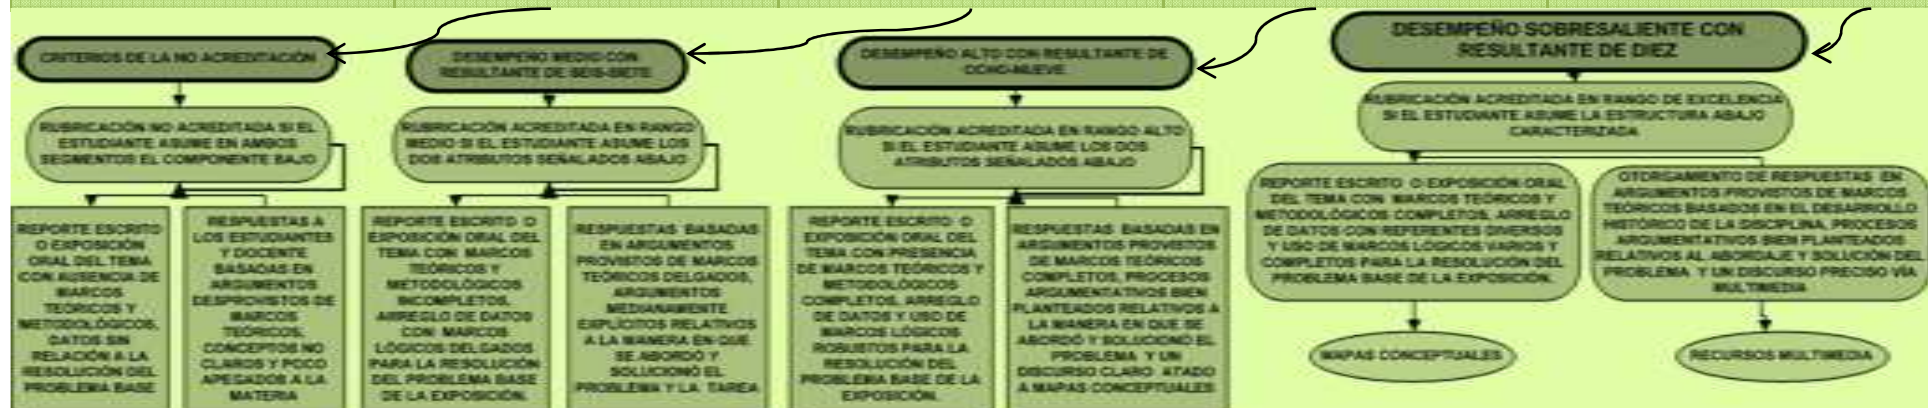 CRITERIOS DE LA NO ACREDITACIÓN
RUBRICACIÓN NO ACREDITADA SI EL
ESTUDIANTE ASUME EN AMBOS
SEGMENTOS EL COMPONENTE BAJO
REPORTE ESCRITO
O EXPOSICIÓN
ORAL DEL TEMA
CON AUSENCIA DE
MARCOS
TEÓRICOS Y
METODOLÓGICOS,
DATOS SIN
RELACIÓN A LA
RESOLUCIÓN DEL
PROBLEMA BASE
RESPUESTAS A
LOS ESTUDIANTES
Y DOCENTE
BASADAS EN
ARGUMENTOS
DESPROVISTOS DE
MARCOS
TEÓRICOS,
CONCEPTOS NO
CLAROS Y POCO
APEGADOS A LA
MATERIA
DESEMPEÑO MEDIO CON
RESULTANTE DE SEIS-SIETE
RUBRICACIÓN ACREDITADA EN RANGO
MEDIO SI EL ESTUDIANTE ASUME LOS
DOS ATRIBUTOS SEÑALADOS ABAJO
REPORTE ESCRITO O
EXPOSICIÓN ORAL DEL
TEMA CON MARCOS
TEÓRICOS Y
METODOLÓGICOS
INCOMPLETOS,
ARREGLO DE DATOS
CON MARCOS
LÓGICOS DELGADOS
PARA LA RESOLUCIÓN
DEL PROBLEMA BASE
DE LA EXPOSICIÓN.
RESPUESTAS BASADAS
EN ARGUMENTOS
PROVISTOS DE MARCOS
TEÓRICOS DELGADOS,
ARGUMENTOS
MEDIANAMENTE
EXPLÍCITOS RELATIVOS
A LA MANERA EN QUE
SE ABORDÓ Y
SOLUCIONÓ EL
PROBLEMA Y LA TAREA
DESEMPEÑO ALTO CON RESULTANTE DE
OCHO-NUEVE
RUBRICACIÓN ACREDITADA EN RANGO ALTO
SI EL ESTUDIANTE ASUME LOS DOS
ATRIBUTOS SEÑALADOS ABAJO
REPORTE ESCRITO O
EXPOSICIÓN ORAL DEL
TEMA CON PRESENCIA
DE MARCOS TEÓRICOS Y
METODOLÓGICOS
COMPLETOS, ARREGLO
DE DATOS Y USO DE
MARCOS LÓGICOS
ROBUSTOS PARA LA
RESOLUCIÓN DEL
PROBLEMA BASE DE LA
EXPOSICIÓN.
RESPUESTAS BASADAS EN
ARGUMENTOS PROVISTOS
DE MARCOS TEÓRICOS
COMPLETOS, PROCESOS
ARGUMENTATIVOS BIEN
PLANTEADOS RELATIVOS A
LA MANERA EN QUE SE
ABORDÓ Y SOLUCIONÓ EL
PROBLEMA Y UN
DISCURSO CLARO ATADO
A MAPAS CONCEPTUALES
DESEMPEÑO SOBRESALIENTE CON
RESULTANTE DE DIEZ
RUBRICACIÓN ACREDITADA EN RANGO DE EXCELENCIA
SI EL ESTUDIANTE ASUME LA ESTRUCTURA ABAJO
CARACTERIZADA
REPORTE ESCRITO O EXPOSICIÓN ORAL
DEL TEMA CON MARCOS TEÓRICOS Y
METODOLÓGICOS COMPLETOS, ARREGLO
DE DATOS CON REFERENTES DIVERSOS
Y USO DE MARCOS LÓGICOS VARIOS Y
COMPLETOS PARA LA RESOLUCIÓN DEL
PROBLEMA BASE DE LA EXPOSICIÓN.
MAPAS CONCEPTUALES
OTORGAMIENTO DE RESPUESTAS EN
ARGUMENTOS PROVISTOS DE MARCOS
TEÓRICOS BASADOS EN EL DESARROLLO
HISTÓRICO DE LA DISCIPLINA, PROCESOS
ARGUMENTATIVOS BIEN PLANTEADOS
RELATIVOS AL ABORDAJE Y SOLUCIÓN DEL
PROBLEMA Y UN DISCURSO PRECISO VÍA
MULTIMEDIA
RECURSOS MULTIMEDIA